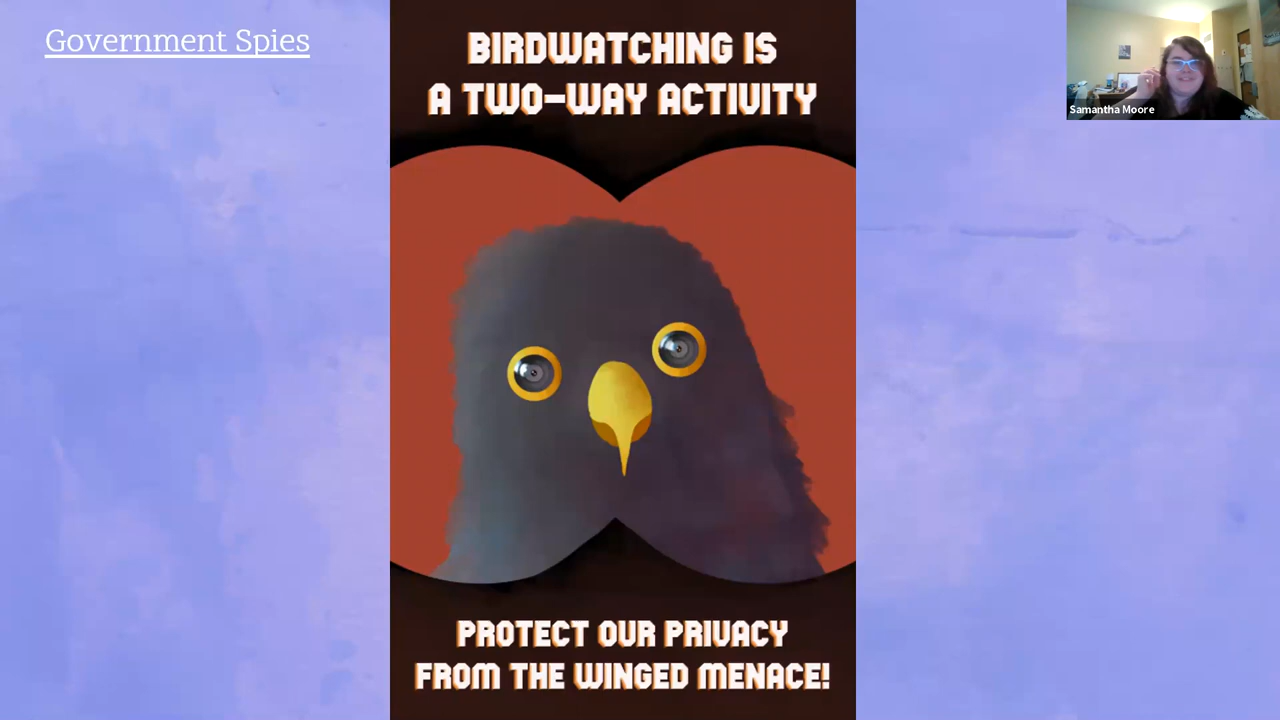 Government Spies
BIRDWATCHING IS
A TWO-WAY ACTIVITY
Samantha Moore
PROTECT OUR PRIVACY
FROM THE WINGED MENACE!